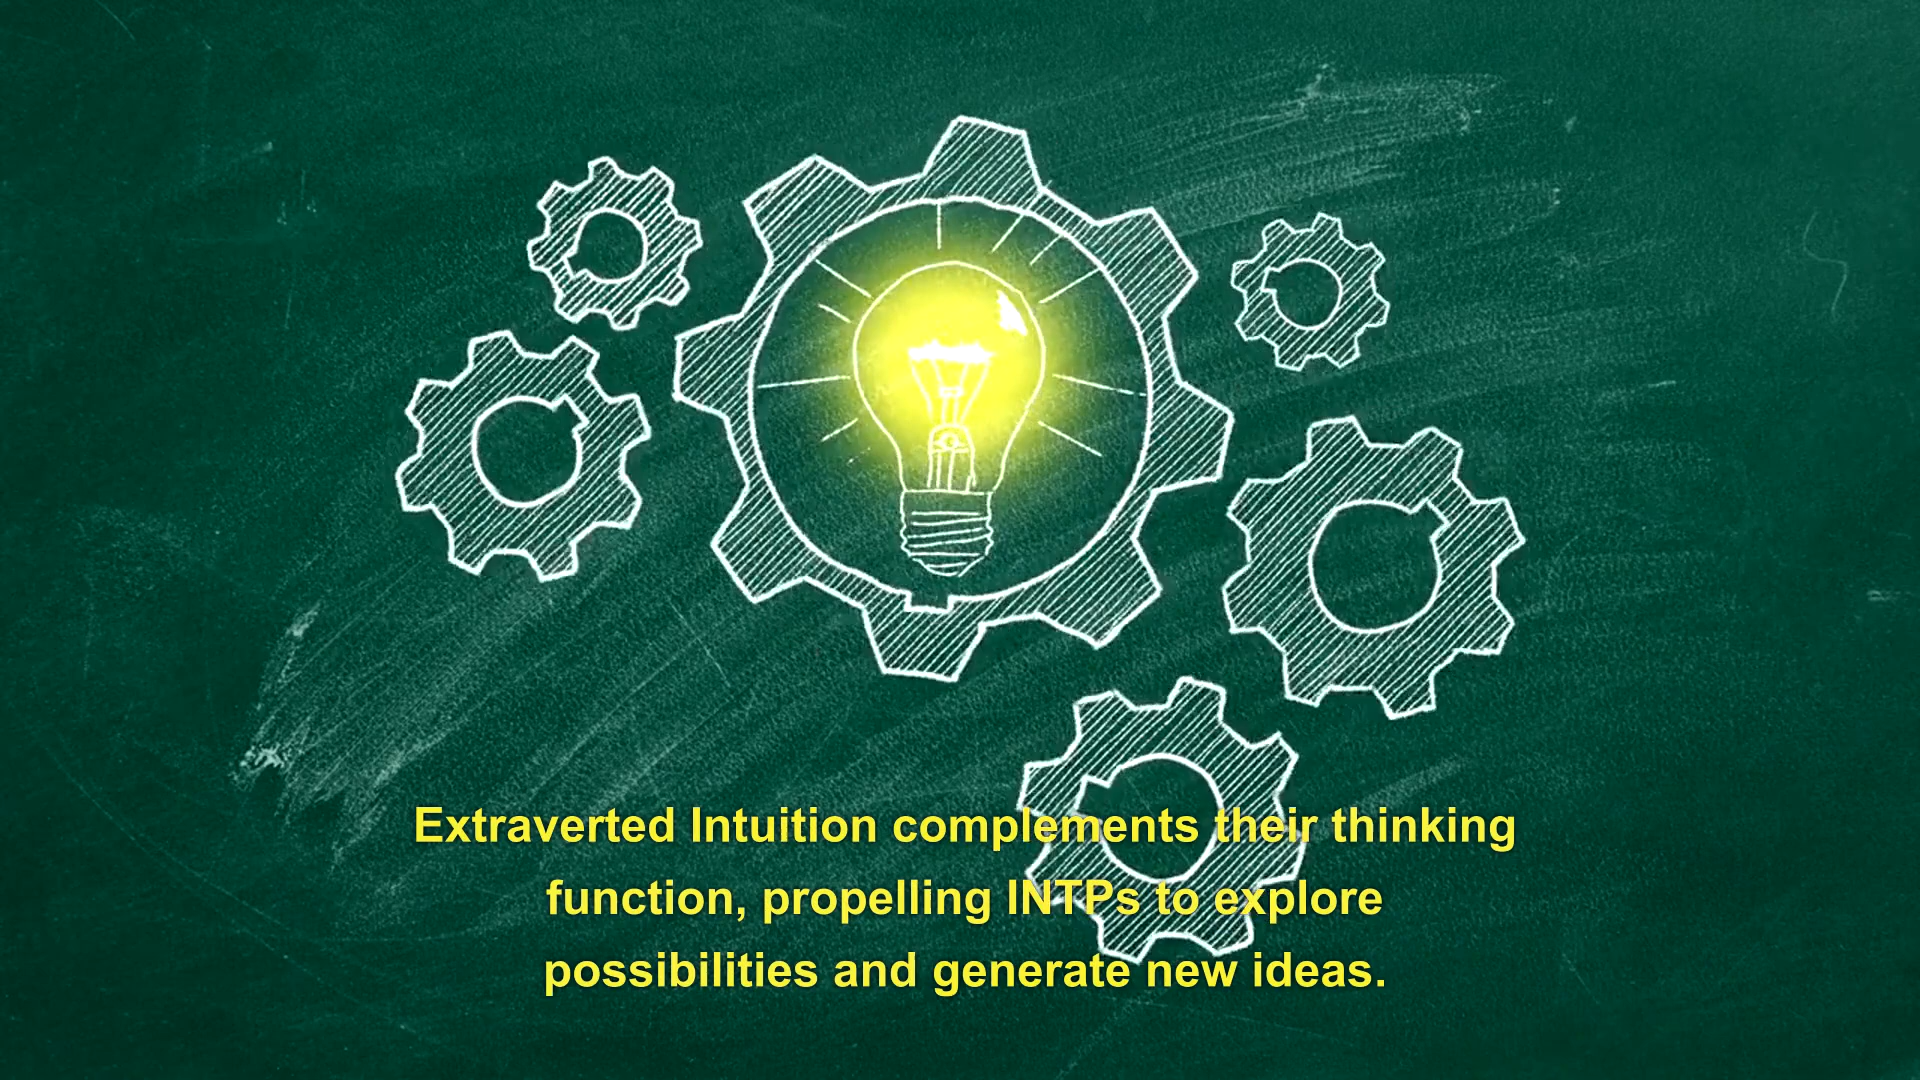 Extraverted Intuition complements their thinking
function, propelling INTPs to explore
possibilities and generate new ideas.